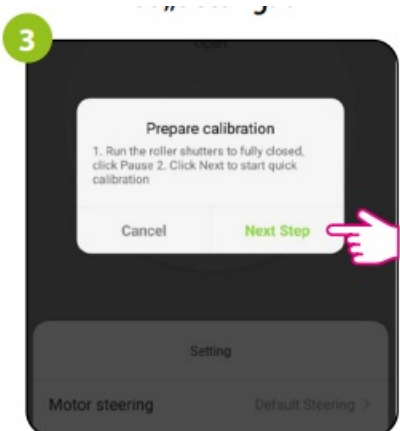 3
Open
Prepare calibration
1. Run the roller shutters to fully closed,
click Pause 2. Click Next to start quick
calibration
Cancel
Next Step
Setting
Motor steering
Default Steering >